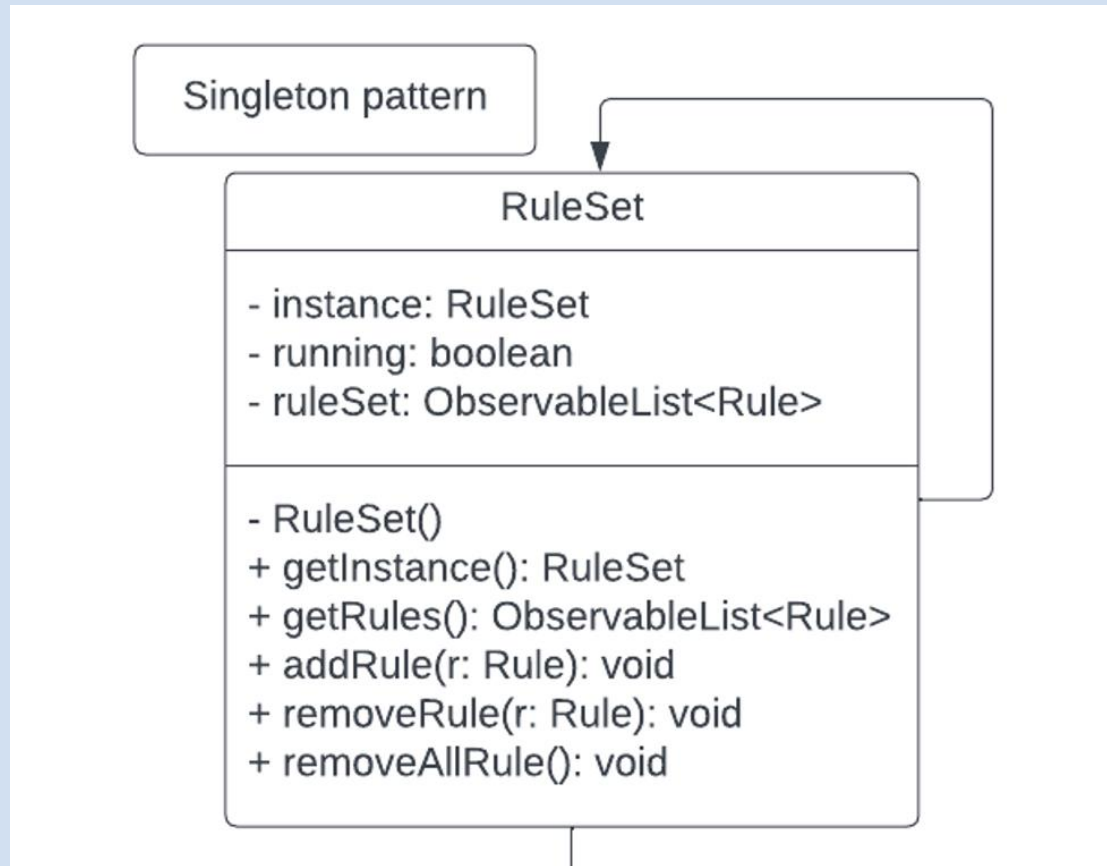 Singleton pattern
RuleSet
- instance: RuleSet
- running: boolean
- ruleSet: ObservableList<Rule>
- RuleSet()
+ getInstance(): RuleSet
+ getRules(): ObservableList<Rule>
+ addRule(r: Rule): void
+ removeRule(r: Rule): void
+ removeAllRule(): void